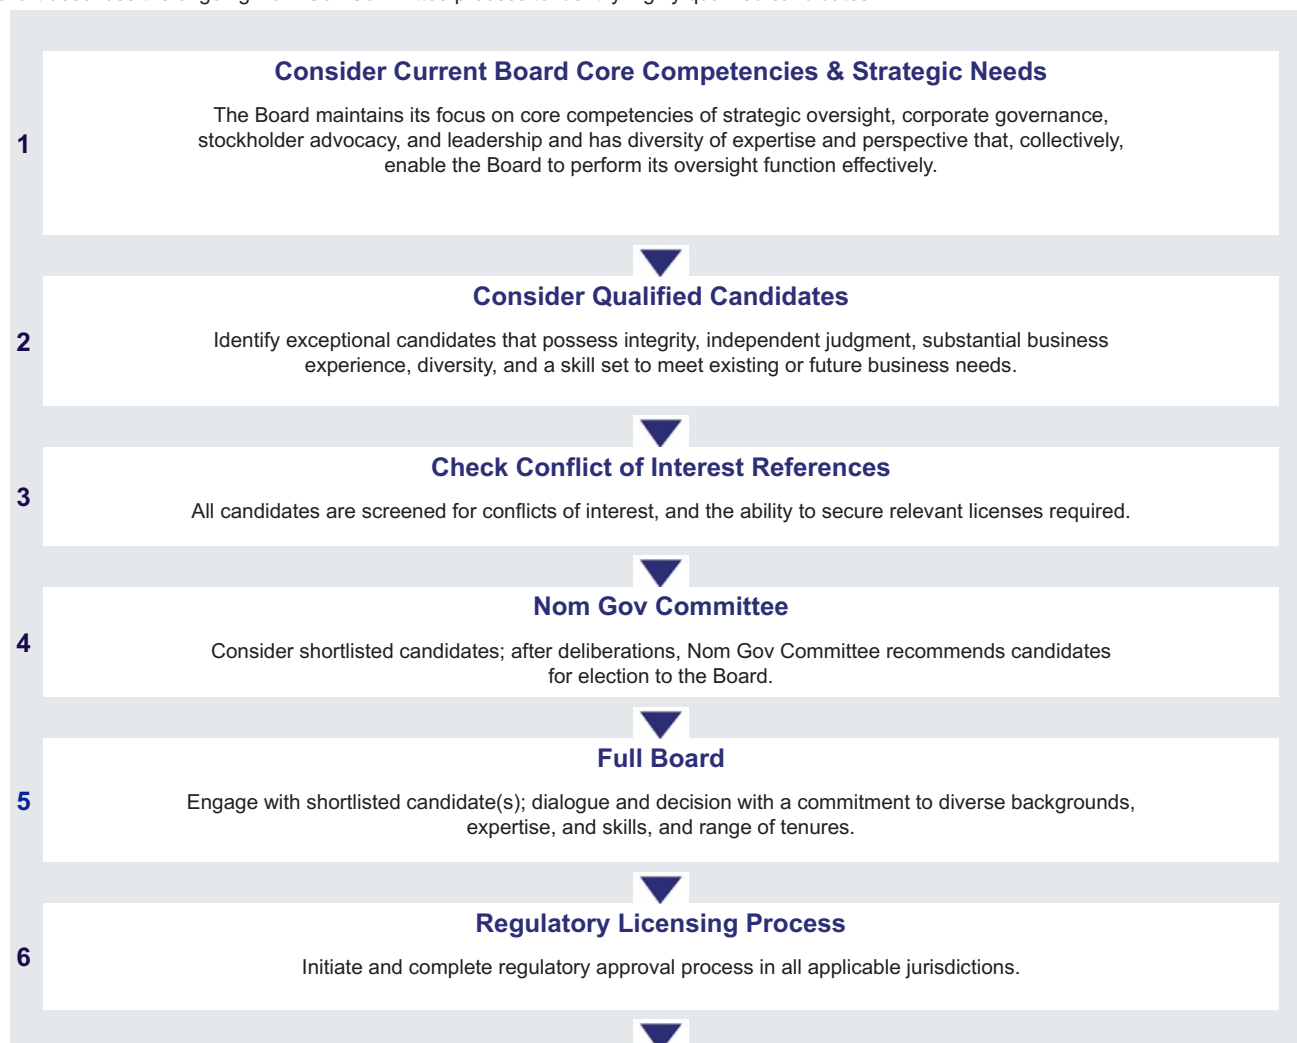 Consider Current Board Core Competencies & Strategic Needs
1
The Board maintains its focus on core competencies of strategic oversight, corporate governance,
stockholder advocacy, and leadership and has diversity of expertise and perspective that, collectively,
enable the Board to perform its oversight function effectively.
Consider Qualified Candidates
2
Identify exceptional candidates that possess integrity, independent judgment, substantial business
experience, diversity, and a skill set to meet existing or future business needs.
Check Conflict of Interest References
3
All candidates are screened for conflicts of interest, and the ability to secure relevant licenses required.
Nom Gov Committee
4
Consider shortlisted candidates; after deliberations, Nom Gov Committee recommends candidates
for election to the Board.
Full Board
5
Engage with shortlisted candidate(s); dialogue and decision with a commitment to diverse backgrounds,
expertise, and skills, and range of tenures.
Regulatory Licensing Process
6
Initiate and complete regulatory approval process in all applicable jurisdictions.